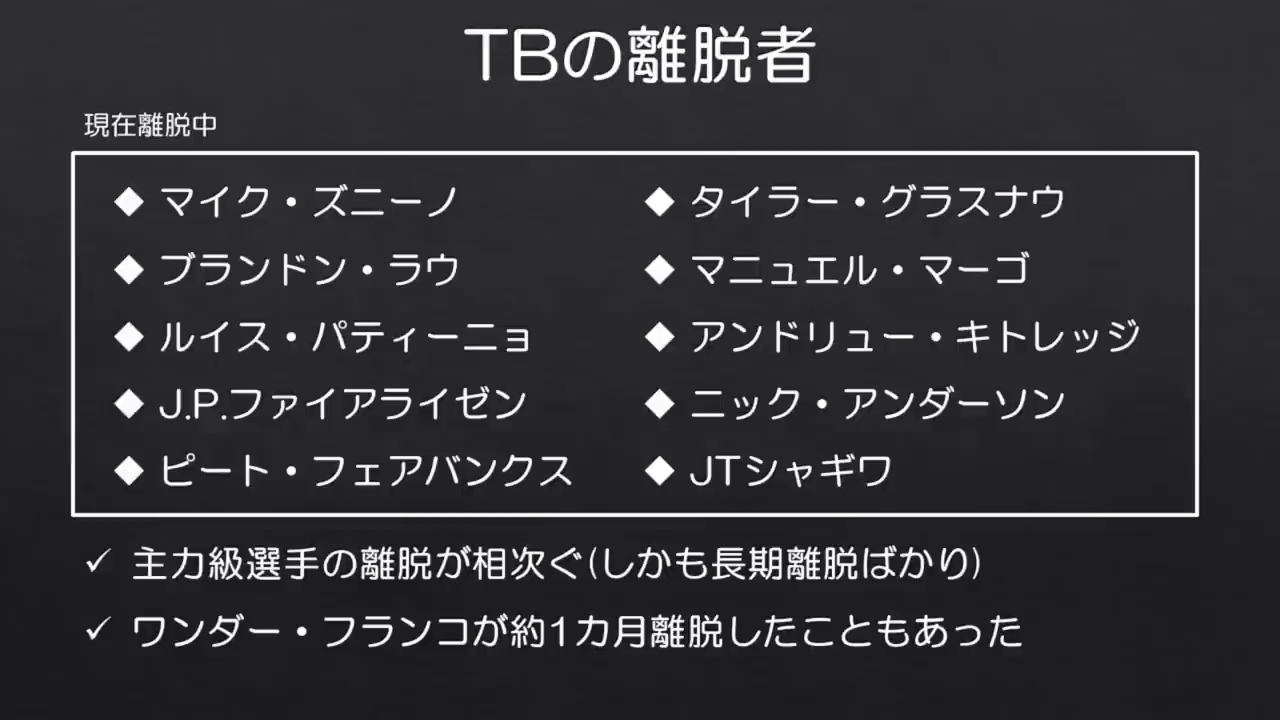 TBの離脱者
現在離脱中
◆ マイク・ズニーノ
◆ ブランドン・ラウ
◆ ルイス・パティーニョ
◆ J.P.ファイアライゼン
◆ ピート・フェアバンクス
◆ タイラー・グラスナウ
◆ マニュエル・マーゴ
◆ アンドリュー・キトレッジ
◆ ニック・アンダーソン
◆ JTシャギワ
✓ 主力級選手の離脱が相次ぐ(しかも長期離脱ばかり)
✓ ワンダー・フランコが約1カ月離脱したこともあった